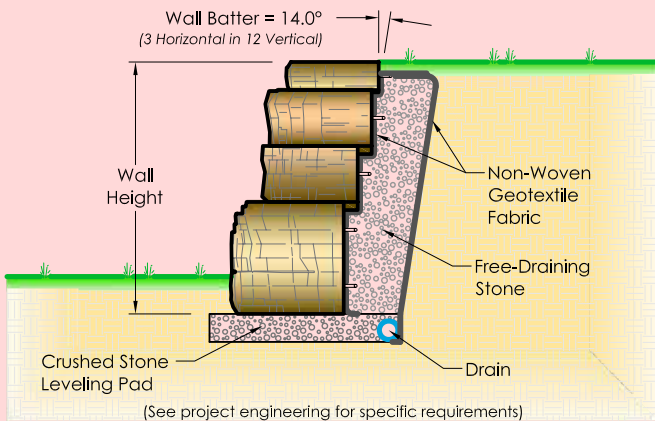 Wall Batter = 14.0°
(3 Horizontal in 12 Vertical)
Wall
Height
Non-Woven
Geotextile
Fabric
Free-Draining
Stone
Crushed Stone
Leveling Pad
Drain
(See project engineering for specific requirements)